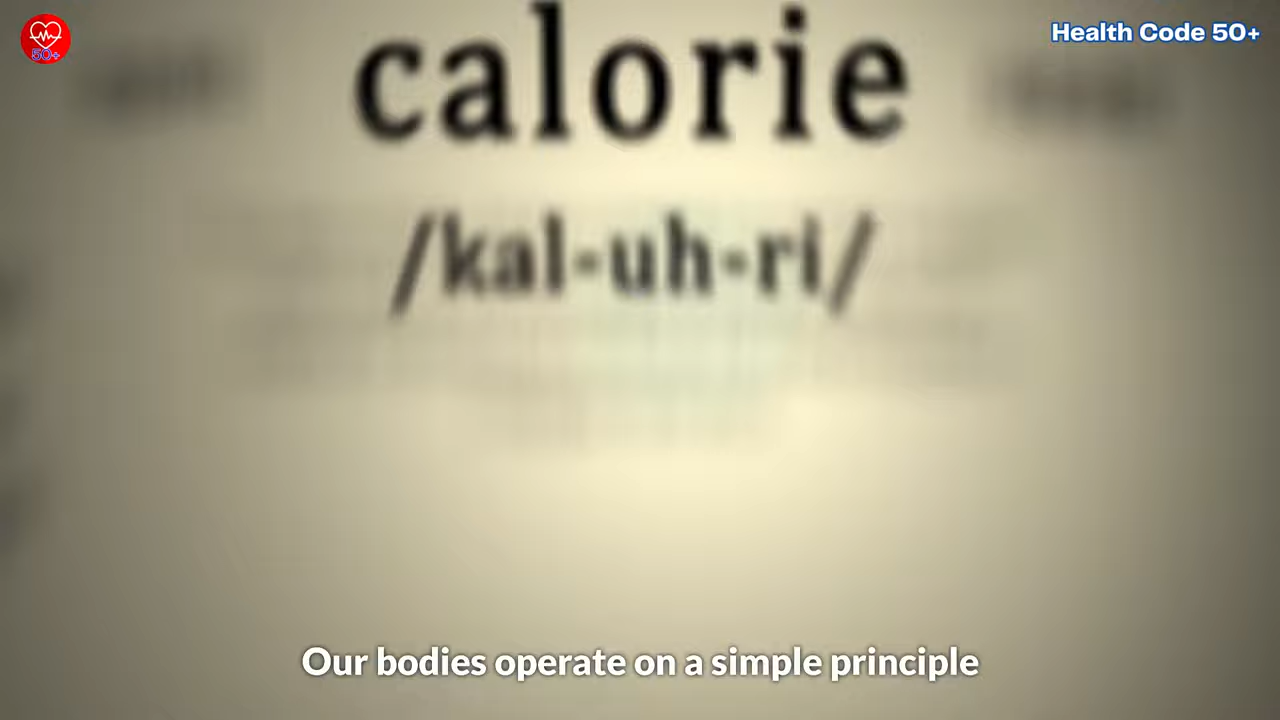 50+
Health Code 50+
calorie
/kal-uh-ri/
Our bodies operate on a simple principle